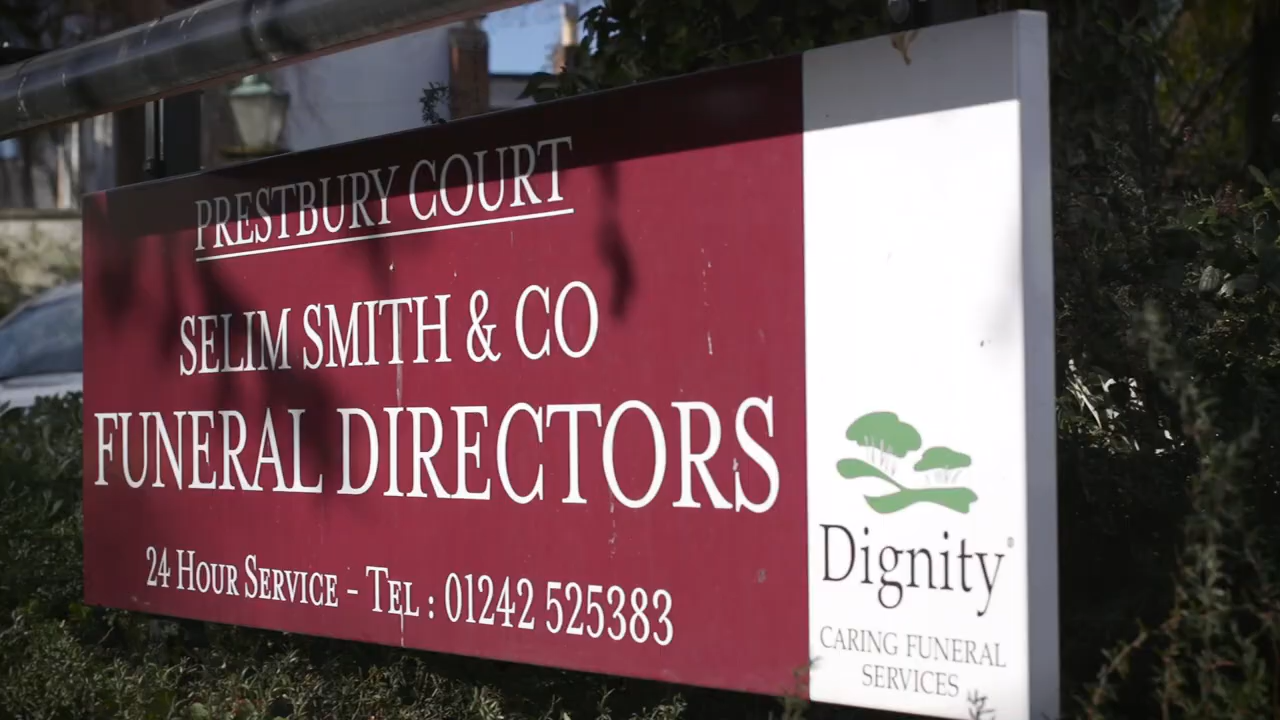 PRESTBURY COURT
SELIM SMITH & CO
FUNERAL DIRECTORS
24 HOUR SERVICE - TEL : 01242 525383
Dignity®
CARING FUNERAL
SERVICES